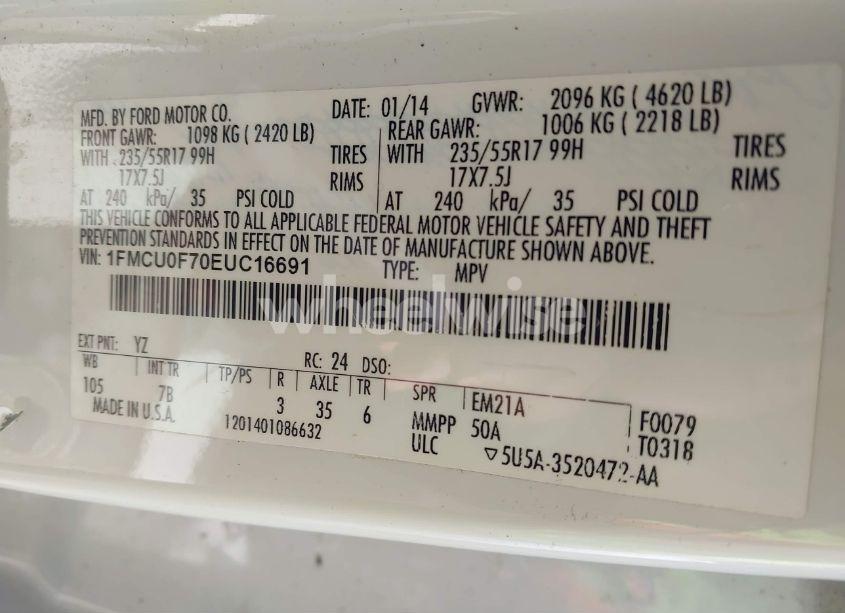 MFD. BY FORD MOTOR CO. DATE: 01/14 GVWR: 2096 KG ( 4620 LB)
FRONT GAWR: 1098 KG ( 2420 LB) REAR GAWR: 1006 KG ( 2218 LB)
WITH 235/55R17 99H TIRES WITH 235/55R17 99H TIRES
17X7.5J RIMS 17X7.5J RIMS
AT 240 kPa/ 35 PSI COLD AT 240 kPa/ 35 PSI COLD
THIS VEHICLE CONFORMS TO ALL APPLICABLE FEDERAL MOTOR VEHICLE SAFETY AND THEFT
PREVENTION STANDARDS IN EFFECT ON THE DATE OF MANUFACTURE SHOWN ABOVE.
VIN: 1FMCU0F70EUC16691 TYPE: MPV
wheelwise
EXT PNT: YZ RC: 24 DSO:
WB INT TR TP/PS R AXLE TR SPR EM21A
105 7B 3 35 6 MMPP 50A F0079
MADE IN U.S.A. 1201401086632 ULC T0318
▽5U5A-3520472-AA